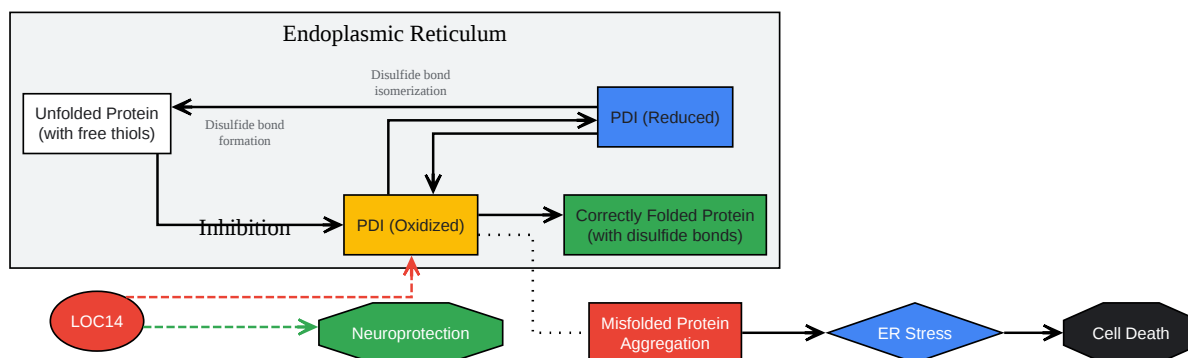 Endoplasmic Reticulum
Disulfide bond
isomerization
Unfolded Protein
(with free thiols)
PDI (Reduced)
Disulfide bond
formation
Inhibition
PDI (Oxidized)
Correctly Folded Protein
(with disulfide bonds)
LOC14
Neuroprotection
Misfolded Protein
Aggregation
ER Stress
Cell Death